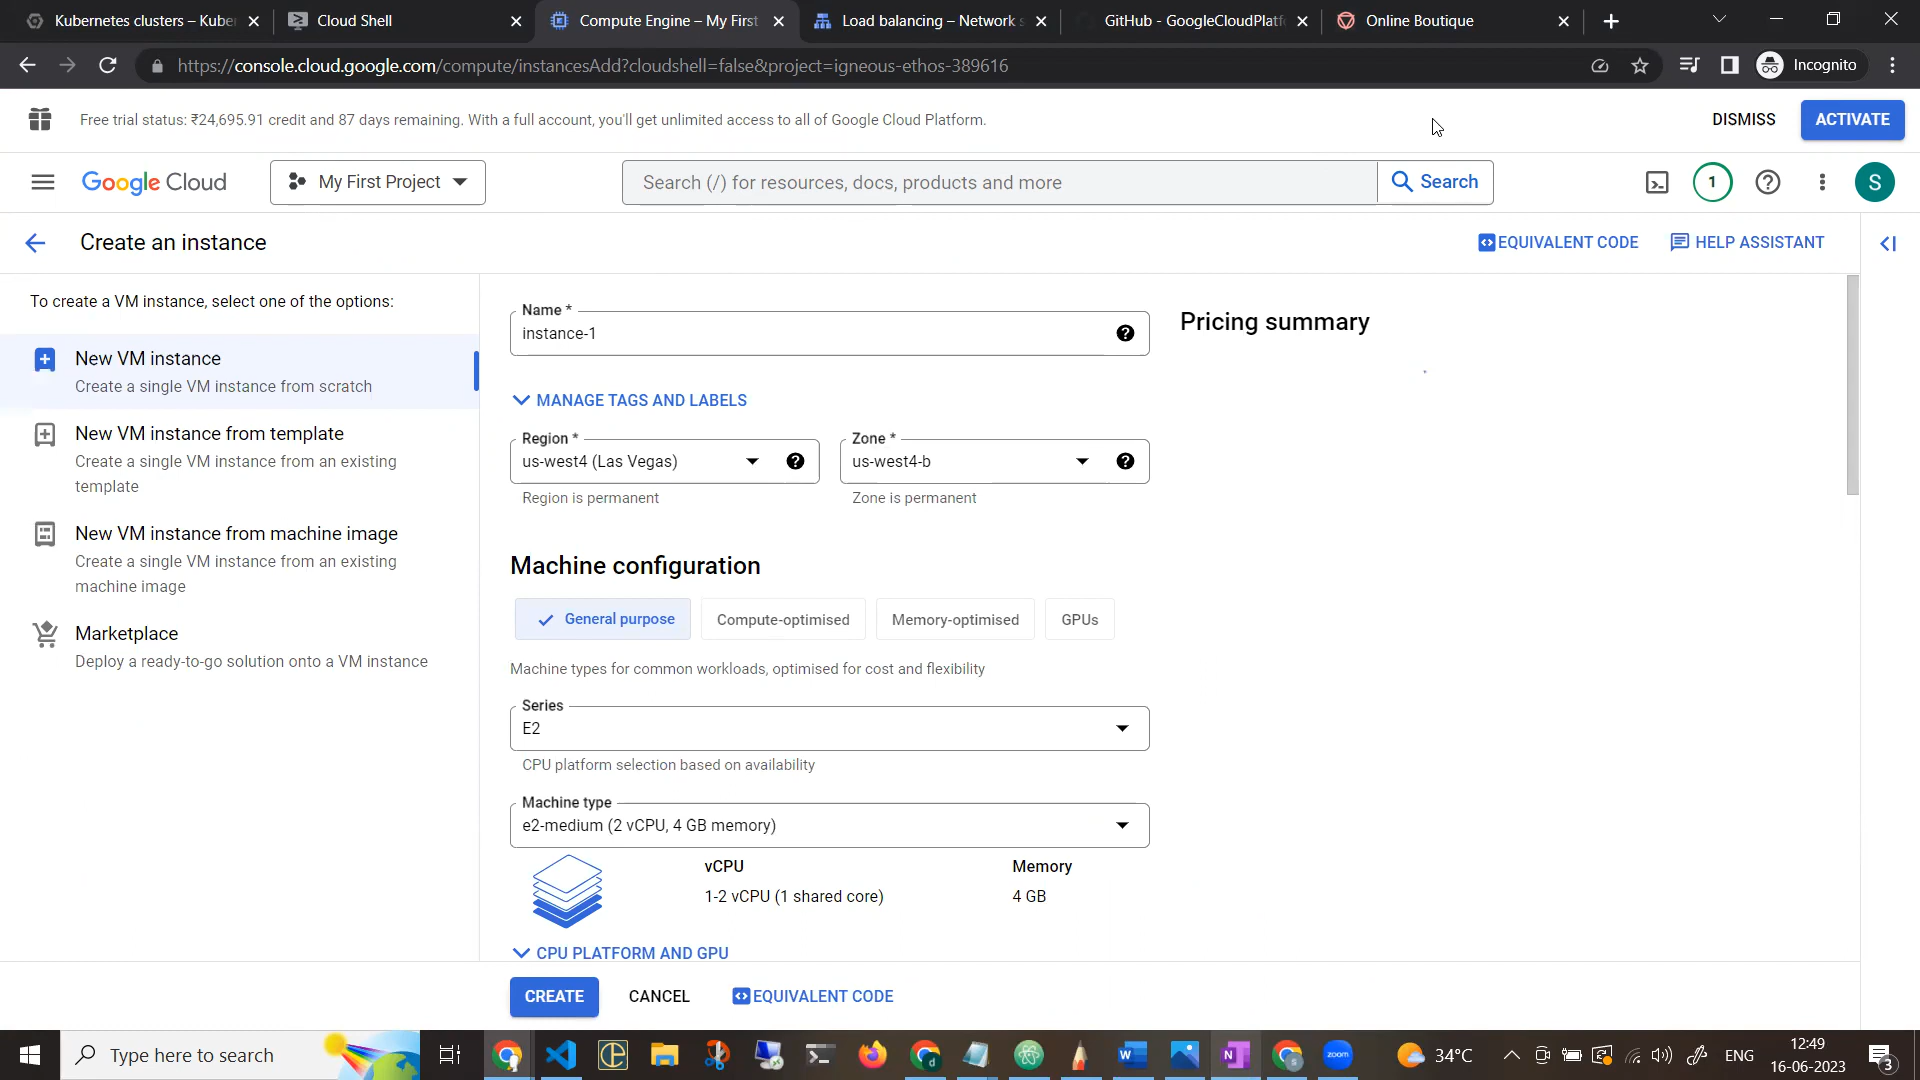 Kubernetes clusters – Kuber
Cloud Shell
Compute Engine – My First
Load balancing – Network s
GitHub - GoogleCloudPlatf
Online Boutique
https://console.cloud.google.com/compute/instancesAdd?cloudshell=false&project=igneous-ethos-389616
Incognito
Free trial status: ₹24,695.91 credit and 87 days remaining. With a full account, you'll get unlimited access to all of Google Cloud Platform.
DISMISS
ACTIVATE
Google Cloud
My First Project
Search (/) for resources, docs, products and more
Search
1
S
Create an instance
EQUIVALENT CODE
HELP ASSISTANT
To create a VM instance, select one of the options:
New VM instance
Create a single VM instance from scratch
New VM instance from template
Create a single VM instance from an existing
template
New VM instance from machine image
Create a single VM instance from an existing
machine image
Marketplace
Deploy a ready-to-go solution onto a VM instance
Name *
instance-1
MANAGE TAGS AND LABELS
Region *
us-west4 (Las Vegas)
Region is permanent
Zone *
us-west4-b
Zone is permanent
Machine configuration
General purpose
Compute-optimised
Memory-optimised
GPUs
Machine types for common workloads, optimised for cost and flexibility
Series
E2
CPU platform selection based on availability
Machine type
e2-medium (2 vCPU, 4 GB memory)
vCPU
1-2 vCPU (1 shared core)
Memory
4 GB
CPU PLATFORM AND GPU
Pricing summary
CREATE
CANCEL
EQUIVALENT CODE
Type here to search
zoom
34°C
ENG
12:49
16-06-2023
3